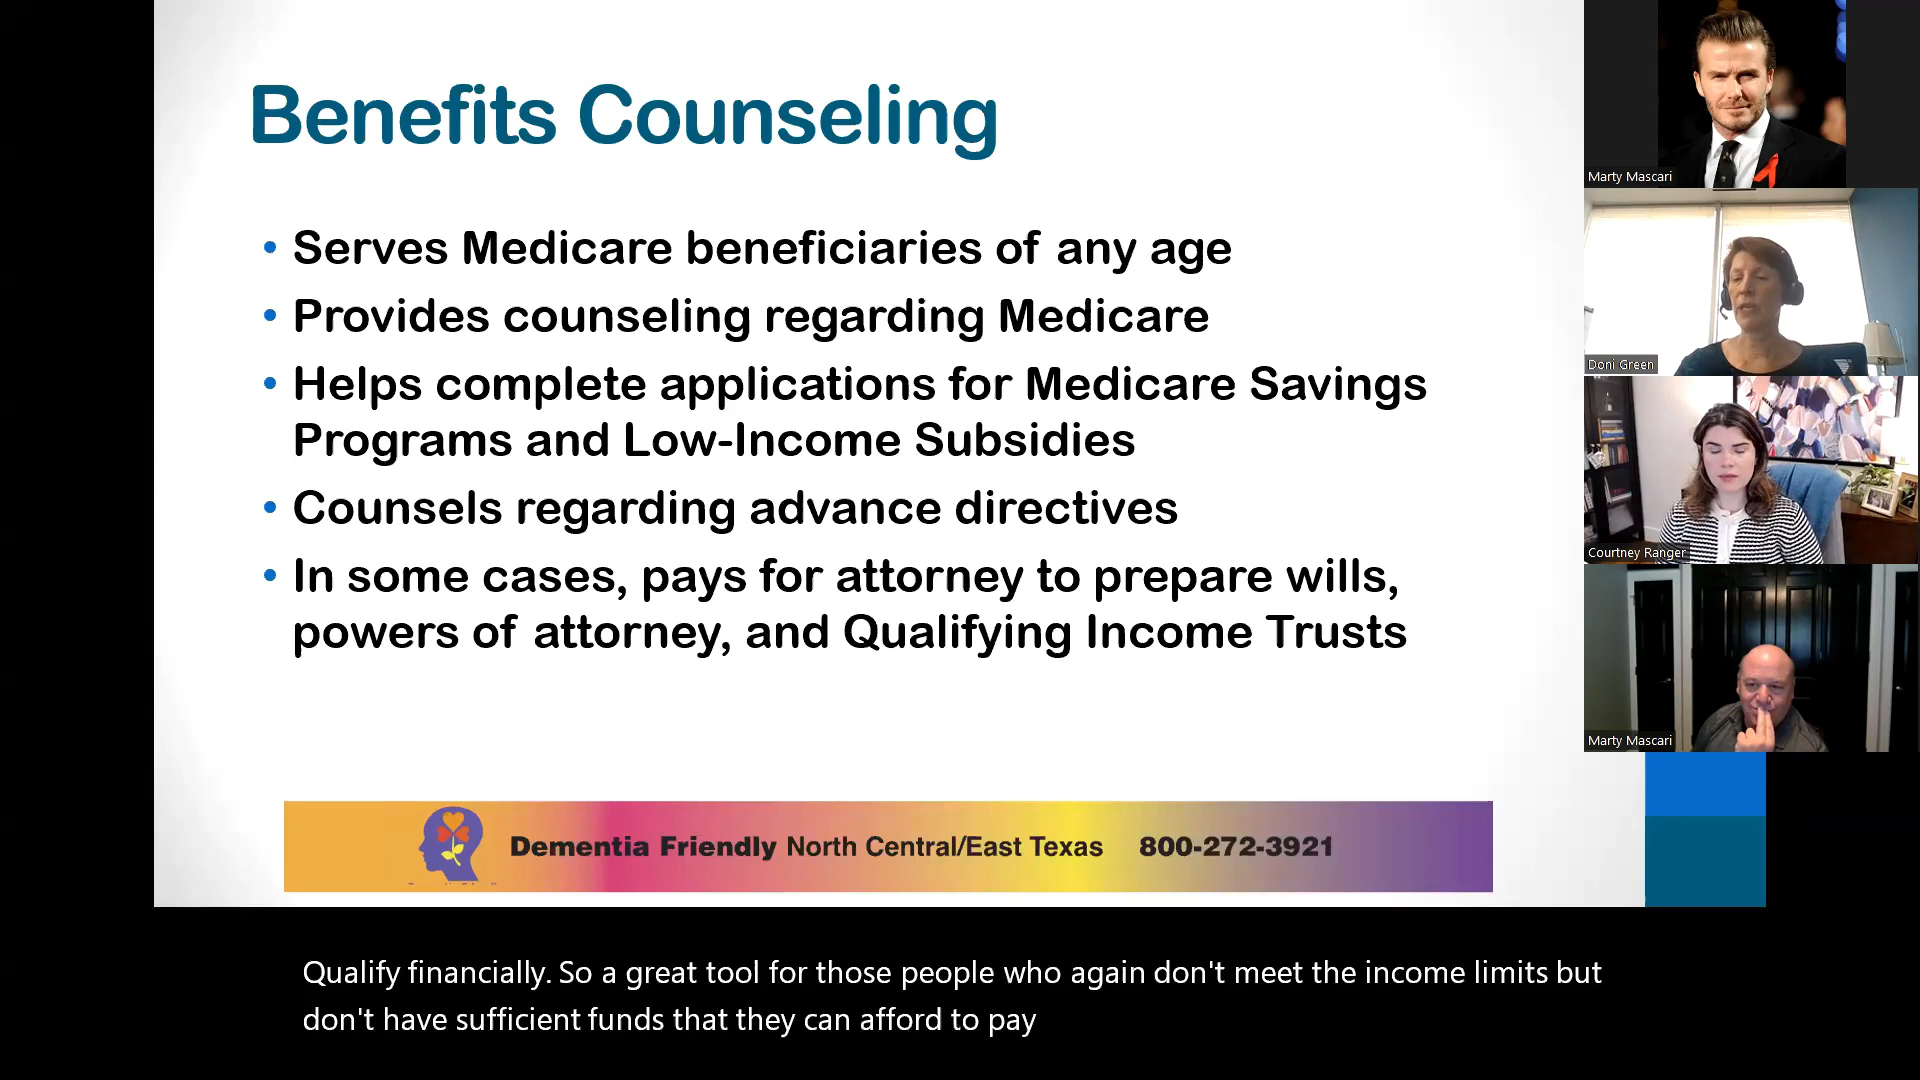 Benefits Counseling
• Serves Medicare beneficiaries of any age
• Provides counseling regarding Medicare
• Helps complete applications for Medicare Savings
Programs and Low-Income Subsidies
• Counsels regarding advance directives
• In some cases, pays for attorney to prepare wills,
powers of attorney, and Qualifying Income Trusts
Dementia Friendly North Central/East Texas 800-272-3921
Marty Mascari
Doni Green
Courtney Ranger
Marty Mascari
Qualify financially. So a great tool for those people who again don't meet the income limits but
don't have sufficient funds that they can afford to pay